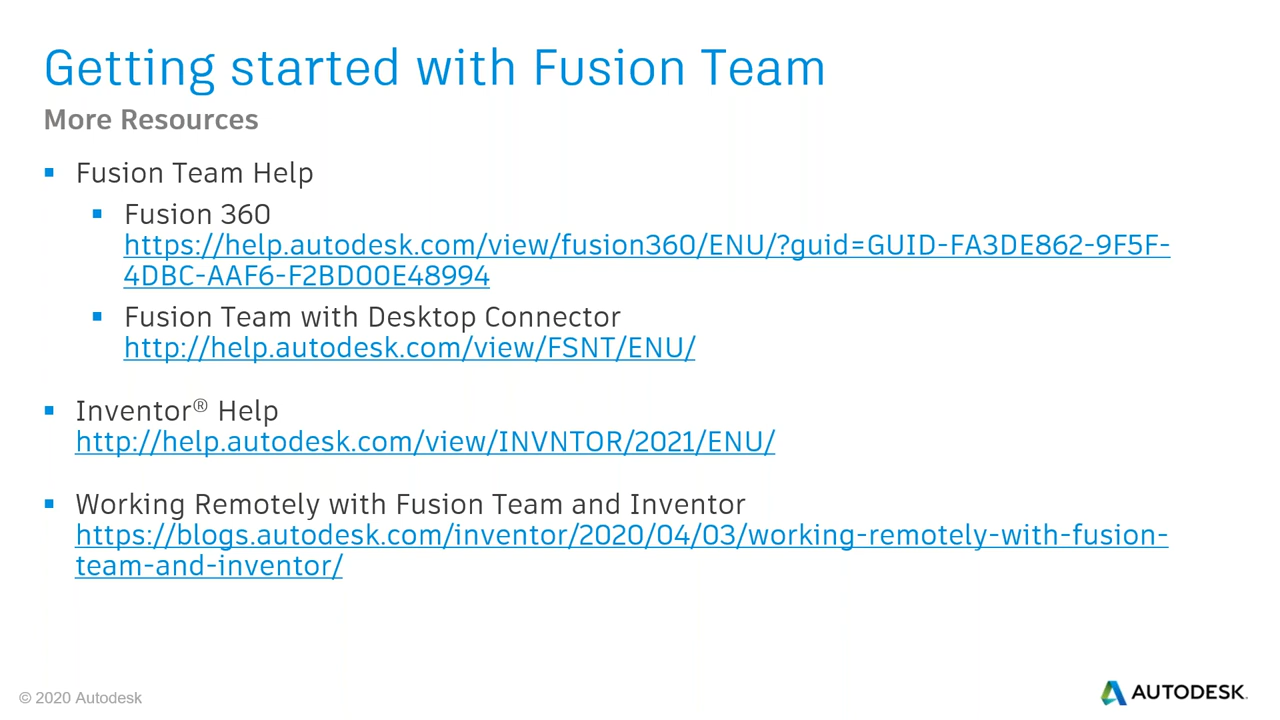 Getting started with Fusion Team
More Resources
Fusion Team Help
Fusion 360
https://help.autodesk.com/view/fusion360/ENU/?guid=GUID-FA3DE862-9F5F-
4DBC-AAF6-F2BD00E48994
Fusion Team with Desktop Connector
http://help.autodesk.com/view/FSNT/ENU/
Inventor® Help
http://help.autodesk.com/view/INVNTOR/2021/ENU/
Working Remotely with Fusion Team and Inventor
https://blogs.autodesk.com/inventor/2020/04/03/working-remotely-with-fusion-
team-and-inventor/
© 2020 Autodesk
AUTODESK.